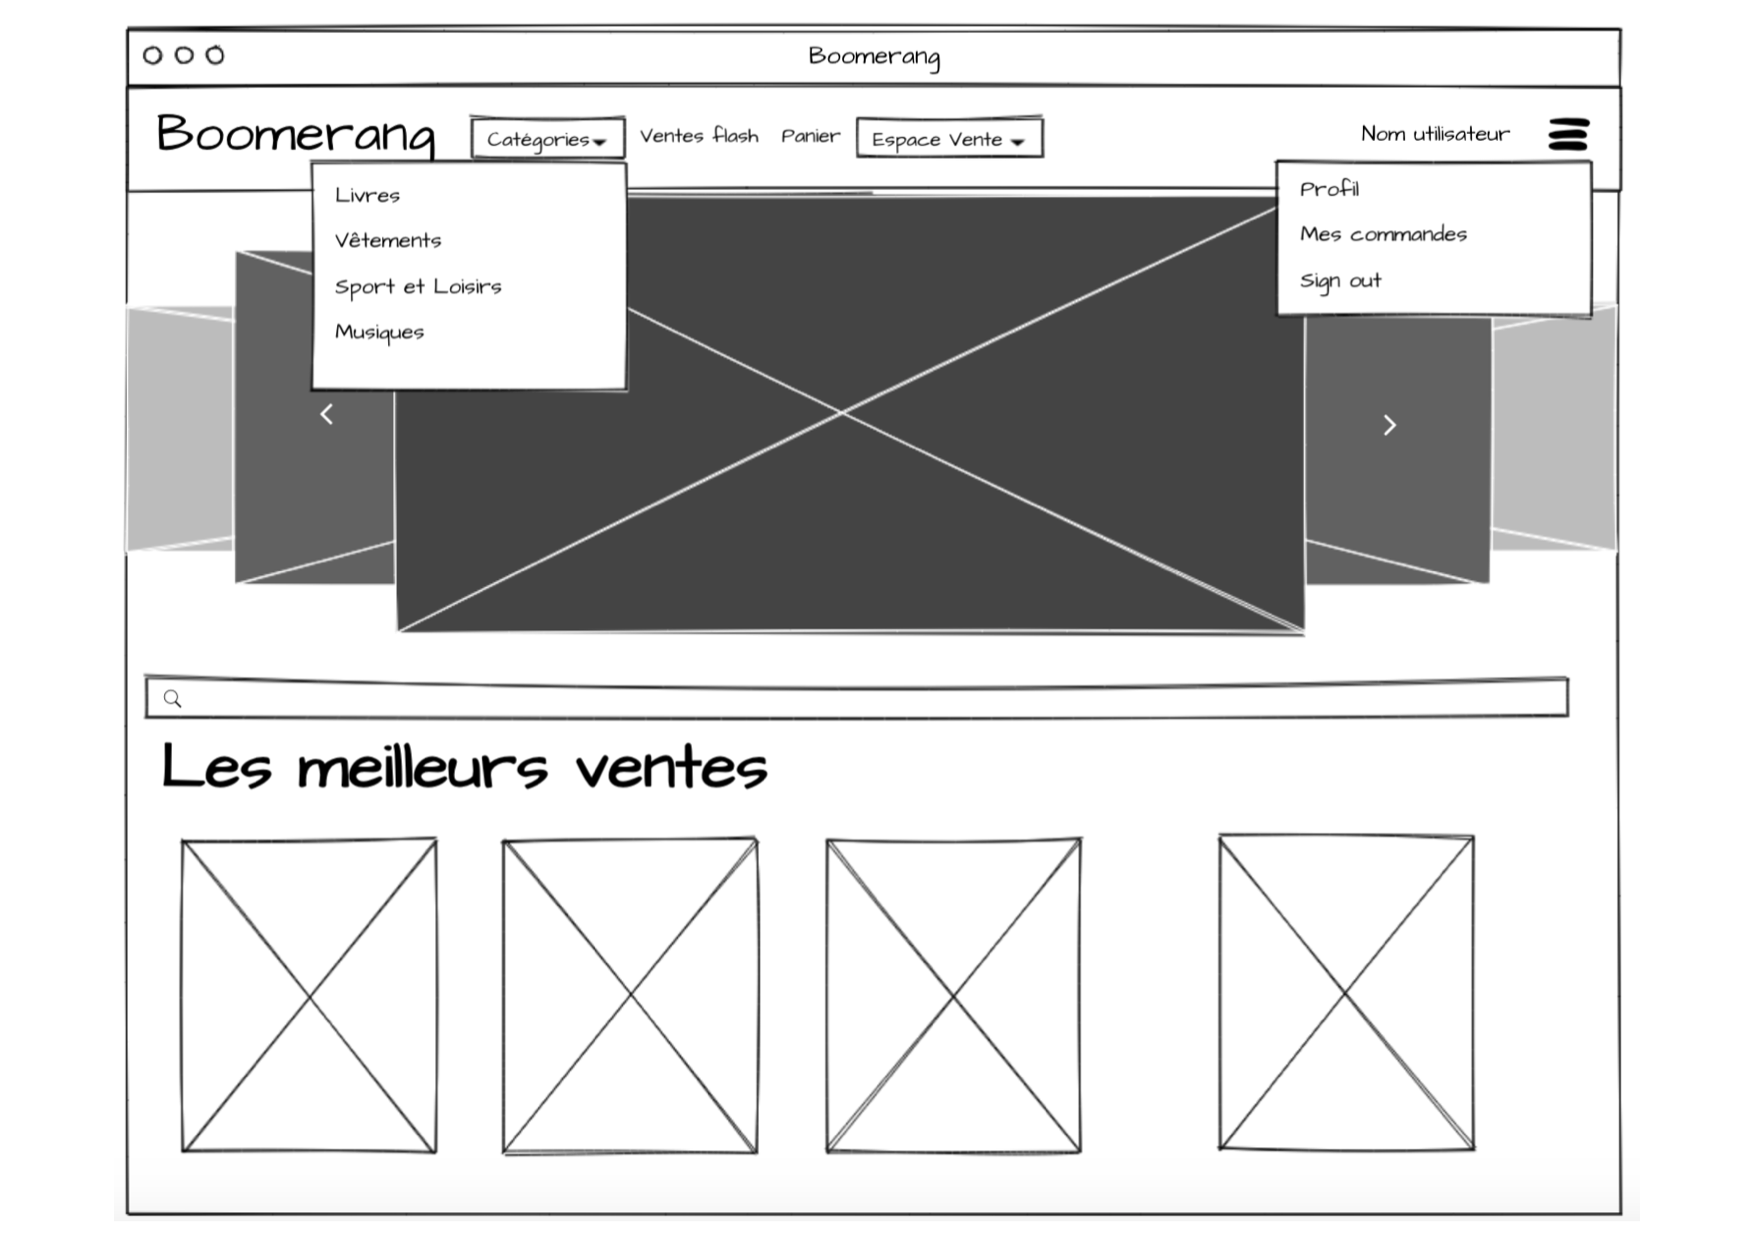 Boomerang
Boomerang Catégories Ventes flash Panier Espace Vente Nom utilisateur
Livres
Vêtements
Sport et Loisirs
Musiques
Profil
Mes commandes
Sign out
Les meilleurs ventes